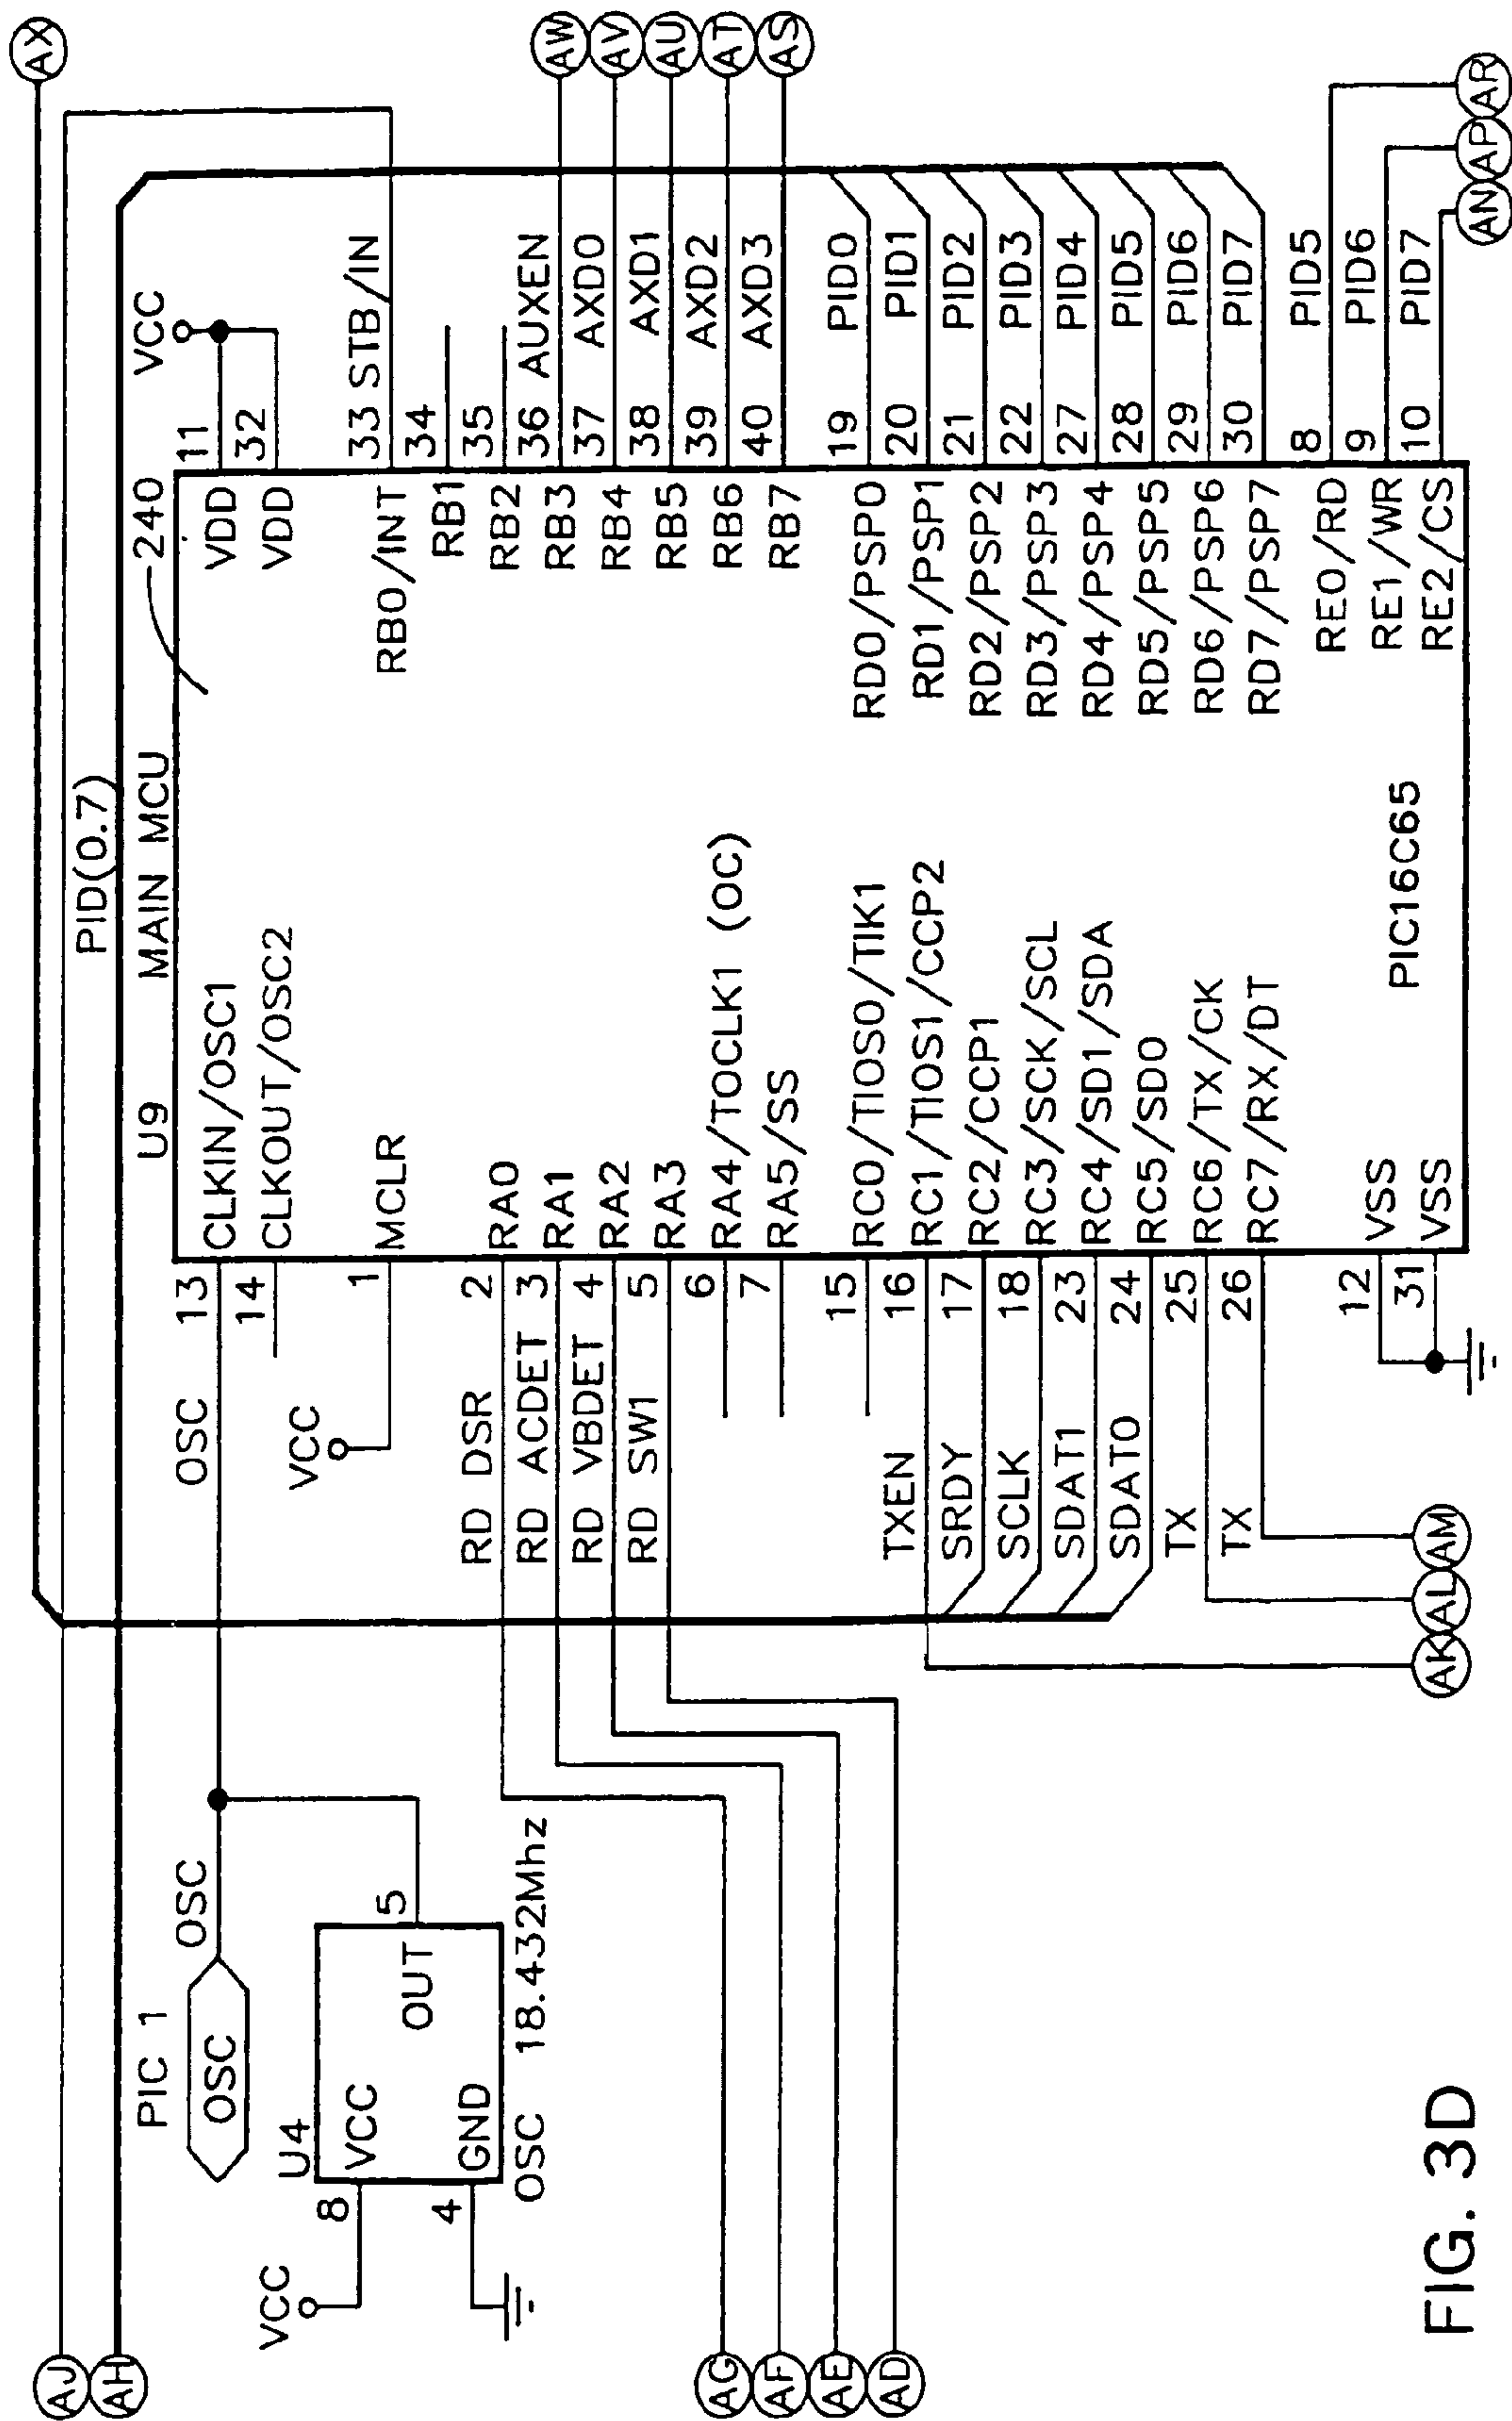 AX
AJ
AH
PID(0.7)
PIC 1
OSC
OSC
U4
VCC
8
VCC
OUT
5
4
GND
OSC 18.432Mhz
AG
AF
AE
AD
U9 MAIN MCU 240
OSC 13 CLKIN/OSC1
14 CLKOUT/OSC2
VCC
1 MCLR
RD DSR 2 RA0
RD ACDET 3 RA1
RD VBDET 4 RA2
RD SW1 5 RA3
6 RA4/TOCLK1 (OC)
7 RA5/SS
15 RC0/TIOS0/TIK1
TXEN 16 RC1/TIOS1/CCP2
SRDY 17 RC2/CCP1
SCLK 18 RC3/SCK/SCL
SDAT1 23 RC4/SD1/SDA
SDATO 24 RC5/SDO
TX 25 RC6/TX/CK
TX 26 RC7/RX/DT
12 VSS
31 VSS
AK AL AM
PIC16C65
VCC
VDD 11
VDD 32
RB0/INT 33 STB/IN
RB1 34
RB2 35
RB3 36 AUXEN AW
RB4 37 AXD0 AV
RB5 38 AXD1 AU
RB6 39 AXD2 AT
RB7 40 AXD3 AS
RD0/PSP0 19 PID0
RD1/PSP1 20 PID1
RD2/PSP2 21 PID2
RD3/PSP3 22 PID3
RD4/PSP4 27 PID4
RD5/PSP5 28 PID5
RD6/PSP6 29 PID6
RD7/PSP7 30 PID7
RE0/RD 8 PID5
RE1/WR 9 PID6
RE2/CS 10 PID7
AN AP AR
FIG. 3D